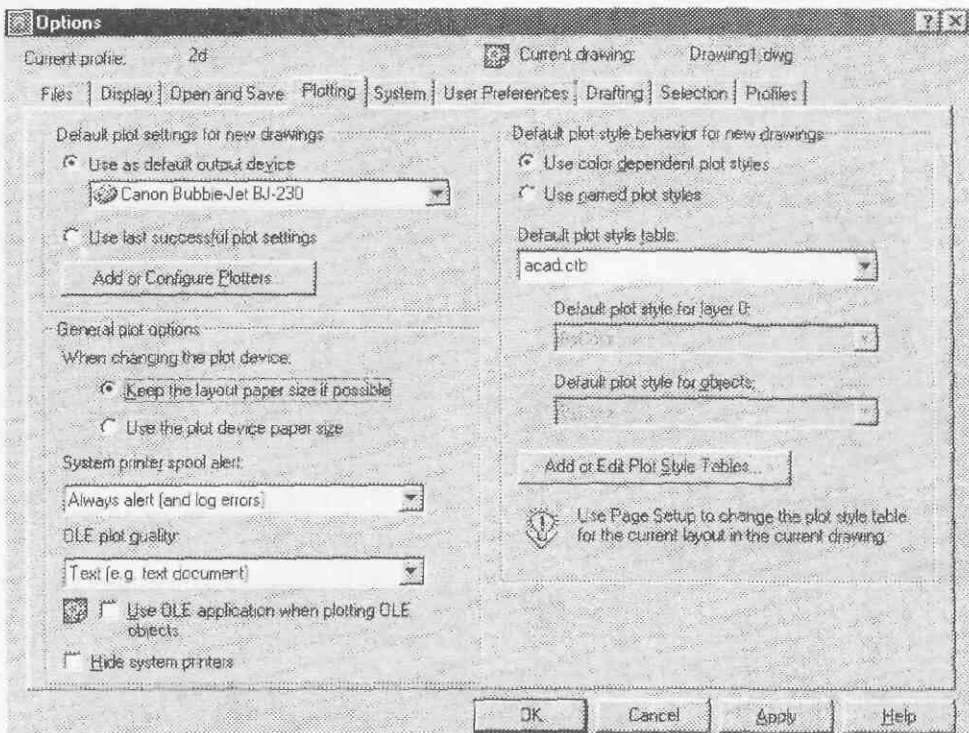 Options
Current profile: 2d Current drawing: Drawing1.dwg
Files Display Open and Save Plotting System User Preferences Drafting Selection Profiles
Default plot settings for new drawings
Use as default output device
Canon Bubble-Jet BJ-230
Use last successful plot settings
Add or Configure Plotters
General plot options
When changing the plot device:
Keep the layout paper size if possible
Use the plot device paper size
System printer spool alert:
Always alert (and log errors)
OLE plot quality:
Text (e.g. text document)
Use OLE application when plotting OLE
objects
Hide system printers
Default plot style behavior for new drawings
Use color dependent plot styles
Use named plot styles
Default plot style table:
acad.ctb
Default plot style for layer 0:
Default plot style for objects:
Add or Edit Plot Style Tables...
Use Page Setup to change the plot style table
for the current layout in the current drawing.
OK Cancel Apply Help